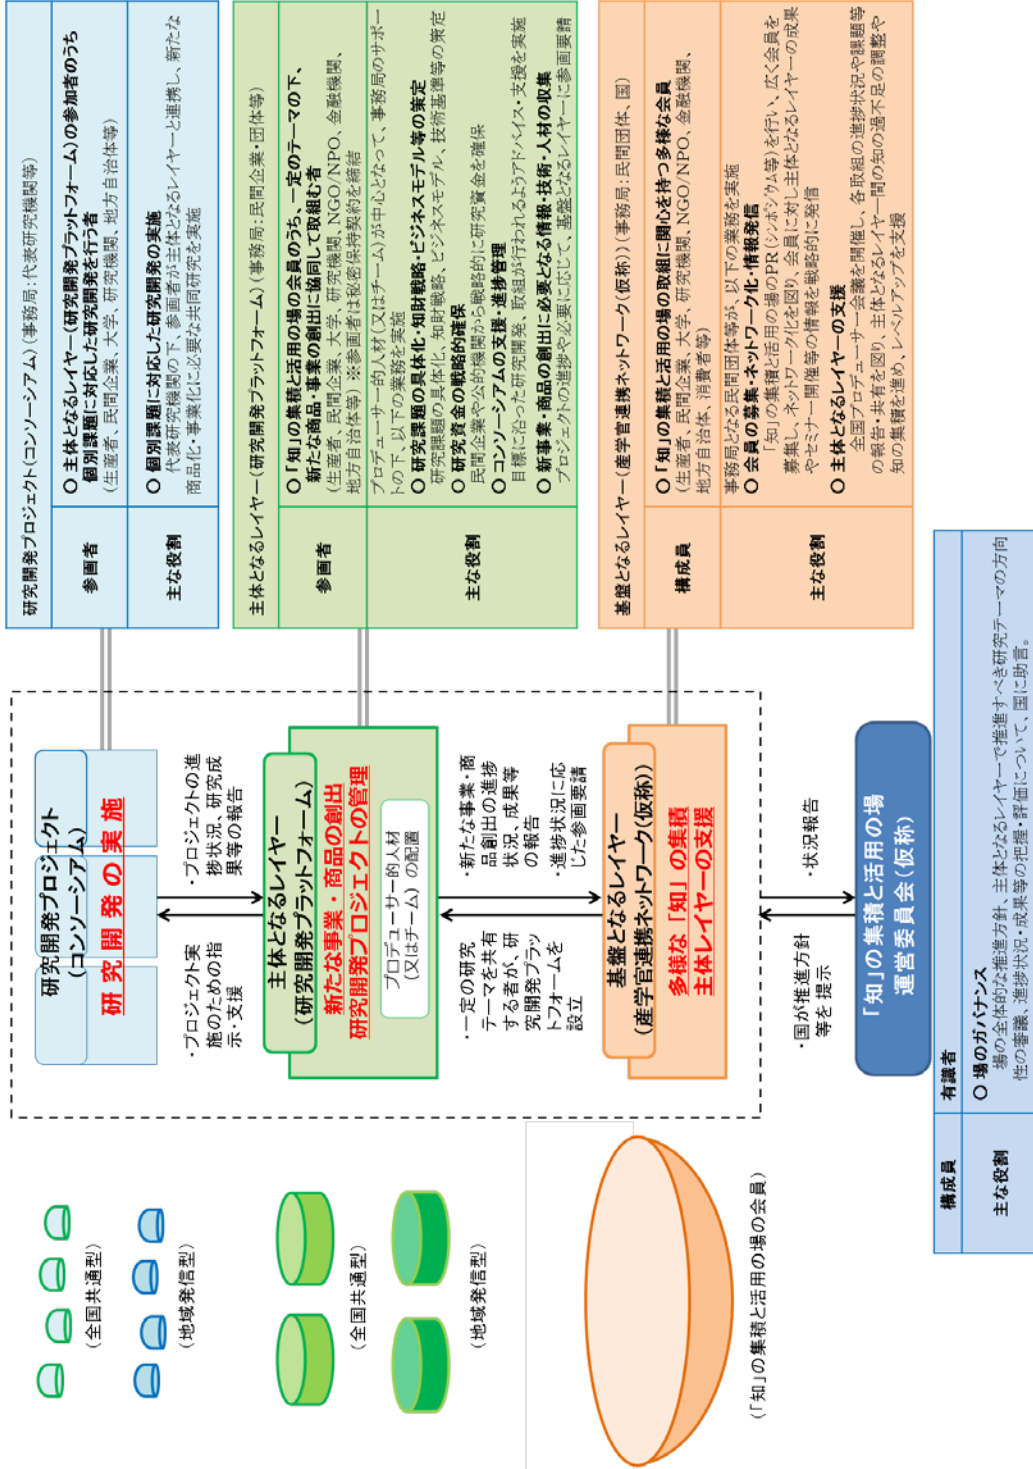 (全国共通型)
(地域発信型)
(全国共通型)
(地域発信型)
(「知」の集積と活用の場の会員)
研究開発プロジェクト
(コンソーシアム)
研究開発の実施
・プロジェクト実
施のための指
示・支援
・プロジェクトの進
捗状況、研究成
果等の報告
主体となるレイヤー
(研究開発プラットフォーム)
新たな事業・商品の創出
研究開発プロジェクトの管理
プロデューサー的人材
(又はチーム)の配置
・一定の研究
テーマを共有
する者が、研
究開発プラッ
トフォームを
設立
・新たな事業・商
品創出の進捗
状況、成果等
の報告
・進捗状況に応
じた参画要請
基盤となるレイヤー
(産学官連携ネットワーク(仮称))
多様な「知」の集積
主体レイヤーの支援
・国が推進方針
等を提示
・状況報告
「知」の集積と活用の場
運営委員会(仮称)
研究開発プロジェクト(コンソーシアム)(事務局:代表研究機関等)
参画者
○ 主体となるレイヤー(研究開発プラットフォーム)の参加者のうち
個別課題に対応した研究開発を行う者
(生産者、民間企業、大学、研究機関、地方自治体等)
主な役割
○ 個別課題に対応した研究開発の実施
代表研究機関の下、参画者が主体となるレイヤーと連携し、新たな
商品化・事業化に必要な共同研究を実施
主体となるレイヤー(研究開発プラットフォーム)(事務局:民間企業・団体等)
参画者
○ 「知」の集積と活用の場の会員のうち、一定のテーマの下、
新たな商品・事業の創出に協同して取組む者
(生産者、民間企業、大学、研究機関、NGO/NPO、金融機関、
地方自治体等) ※参画者は秘密保持契約を締結
主な役割
プロデューサー的人材(又はチーム)が中心となって、事務局のサポー
トの下、以下の業務を実施
○ 研究課題の具体化・知財戦略・ビジネスモデル等の策定
研究課題の具体化、知財戦略、ビジネスモデル、技術基準等の策定
○ 研究資金の戦略的確保
民間企業や公的機関から戦略的に研究資金を確保
○ コンソーシアムの支援・進捗管理
目標に沿った研究開発、取組が行われるようアドバイス・支援を実施
○ 新事業・商品の創出に必要となる情報・技術・人材の収集
プロジェクトの進捗や必要に応じて、基盤となるレイヤーに参画要請
基盤となるレイヤー(産学官連携ネットワーク(仮称))(事務局:民間団体、国)
構成員
○ 「知」の集積と活用の場の取組に関心を持つ多様な会員
(生産者、民間企業、大学、研究機関、NGO/NPO、金融機関、
地方自治体、消費者等)
主な役割
事務局となる民間団体等が、以下の業務を実施
○ 会員の募集・ネットワーク化・情報発信
「知」の集積と活用の場のPR(シンポジウム等)を行い、広く会員を
募集し、ネットワーク化を図り、会員に対し主体となるレイヤーの成果
やセミナー開催等の情報を戦略的に発信
○ 主体となるレイヤーの支援
全国プロデューサー会議を開催し、各取組の進捗状況や課題等
の報告・共有を図り、主体となるレイヤー間の知の過不足の調整や
知の集積を進め、レベルアップを支援
構成員
有識者
主な役割
○ 場のガバナンス
場の全体的な推進方針、主体となるレイヤーで推進すべき研究テーマの方向
性の審議、進捗状況・成果等の把握・評価について、国に助言。